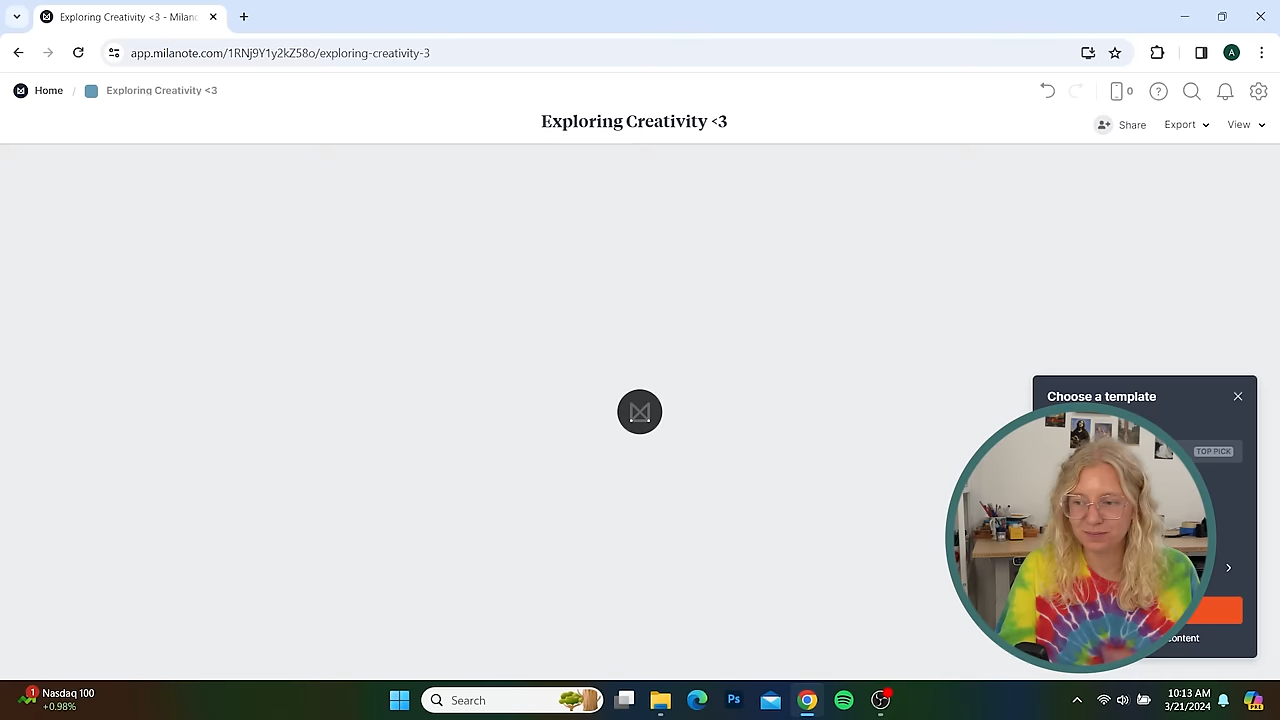 Exploring Creativity <3 - Milano
app.milanote.com/1RNj9Y1y2kZ58o/exploring-creativity-3
A
Home / Exploring Creativity <3
0
Exploring Creativity <3
Share
Export
View
Choose a template
TOP PICK
content
1
Nasdaq 100
+0.98%
Search
Ps
10:13 AM
3/21/2024